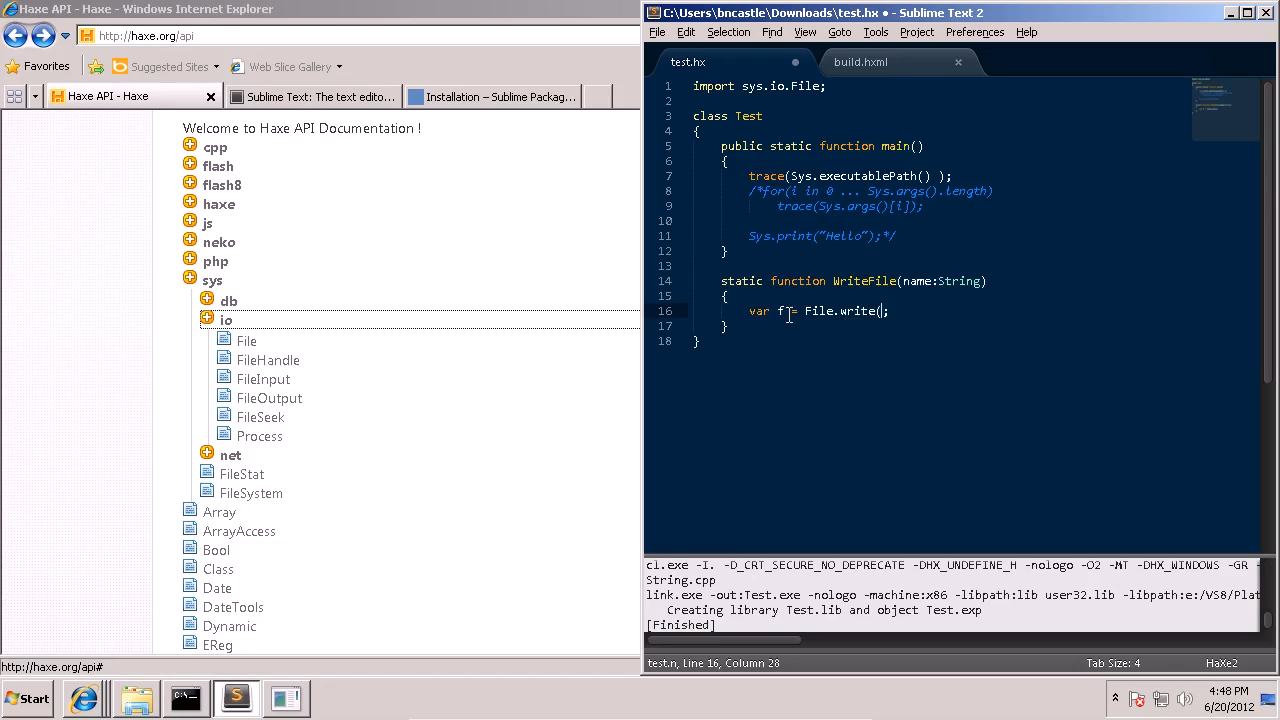 Haxe API - Haxe - Windows Internet Explorer
http://haxe.org/api
Favorites
Suggested Sites
Web Slice Gallery
Haxe API - Haxe
Installa
Packag...
Welcome to Haxe API Documentation !
cpp
flash
flash8
haxe
js
neko
php
sys
db
io
File
FileHandle
FileInput
FileOutput
FileSeek
Process
net
FileStat
FileSystem
Array
ArrayAccess
Bool
Class
Date
DateTools
Dynamic
EReg
http://haxe.org/api#
C:\Users\bncastle\Downloads\test.hx • - Sublime Text 2
File Edit Selection Find View Goto Tools Project Preferences Help
test.hx
build.hxml
1 import sys.io.File;
2
3 class Test
4 {
5 public static function main()
6 {
7 trace(Sys.executablePath() );
8 /*for(i in 0 ... Sys.args().length)
9 trace(Sys.args()[i]);
10
11 Sys.print("Hello");*/
12 }
13
14 static function WriteFile(name:String)
15 {
16 var f = File.write(;
17 }
18 }
cl.exe -I. -D_CRT_SECURE_NO_DEPRECATE -DHX_UNDEFINE_H -nologo -O2 -MT -DHX_WINDOWS -GR -
String.cpp
link.exe -out:Test.exe -nologo -machine:x86 -libpath:lib user32.lib -libpath:e:/VS8/Plat
Creating library Test.lib and object Test.exp
[Finished]
test.n, Line 16, Column 28
Tab Size: 4
HaXe2
Start
4:48 PM
6/20/2012